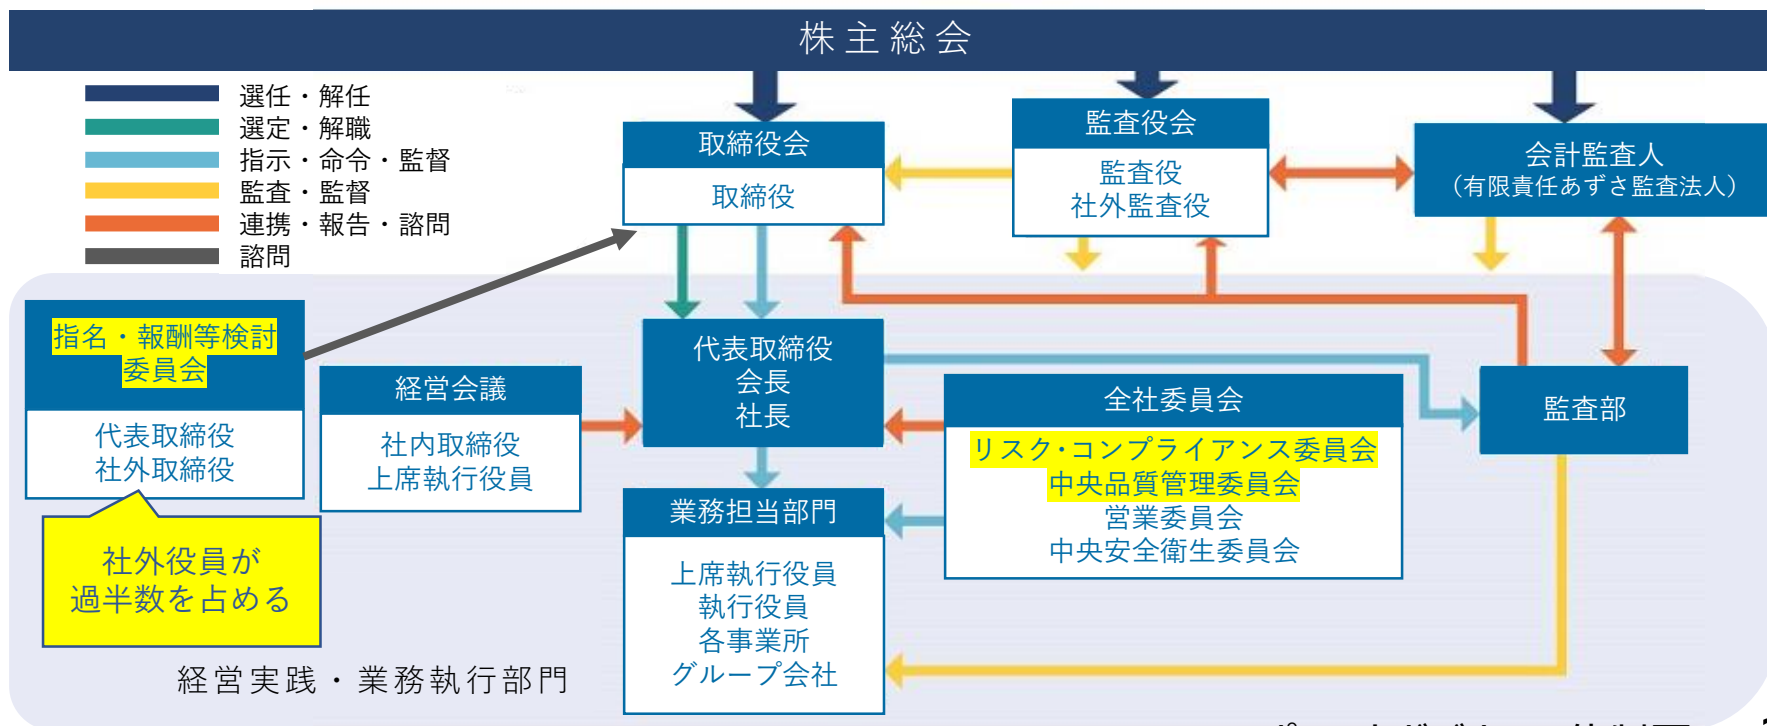 株主総会
選任・解任
選定・解職
指示・命令・監督
監査・監督
連携・報告・諮問
諮問
取締役会
取締役
監査役会
監査役
社外監査役
会計監査人
（有限責任あずさ監査法人）
指名・報酬等検討
委員会
代表取締役
社外取締役
社外役員が
過半数を占める
経営会議
社内取締役
上席執行役員
代表取締役
会長
社長
全社委員会
リスク・コンプライアンス委員会
中央品質管理委員会
営業委員会
中央安全衛生委員会
監査部
業務担当部門
上席執行役員
執行役員
各事業所
グループ会社
経営実践・業務執行部門